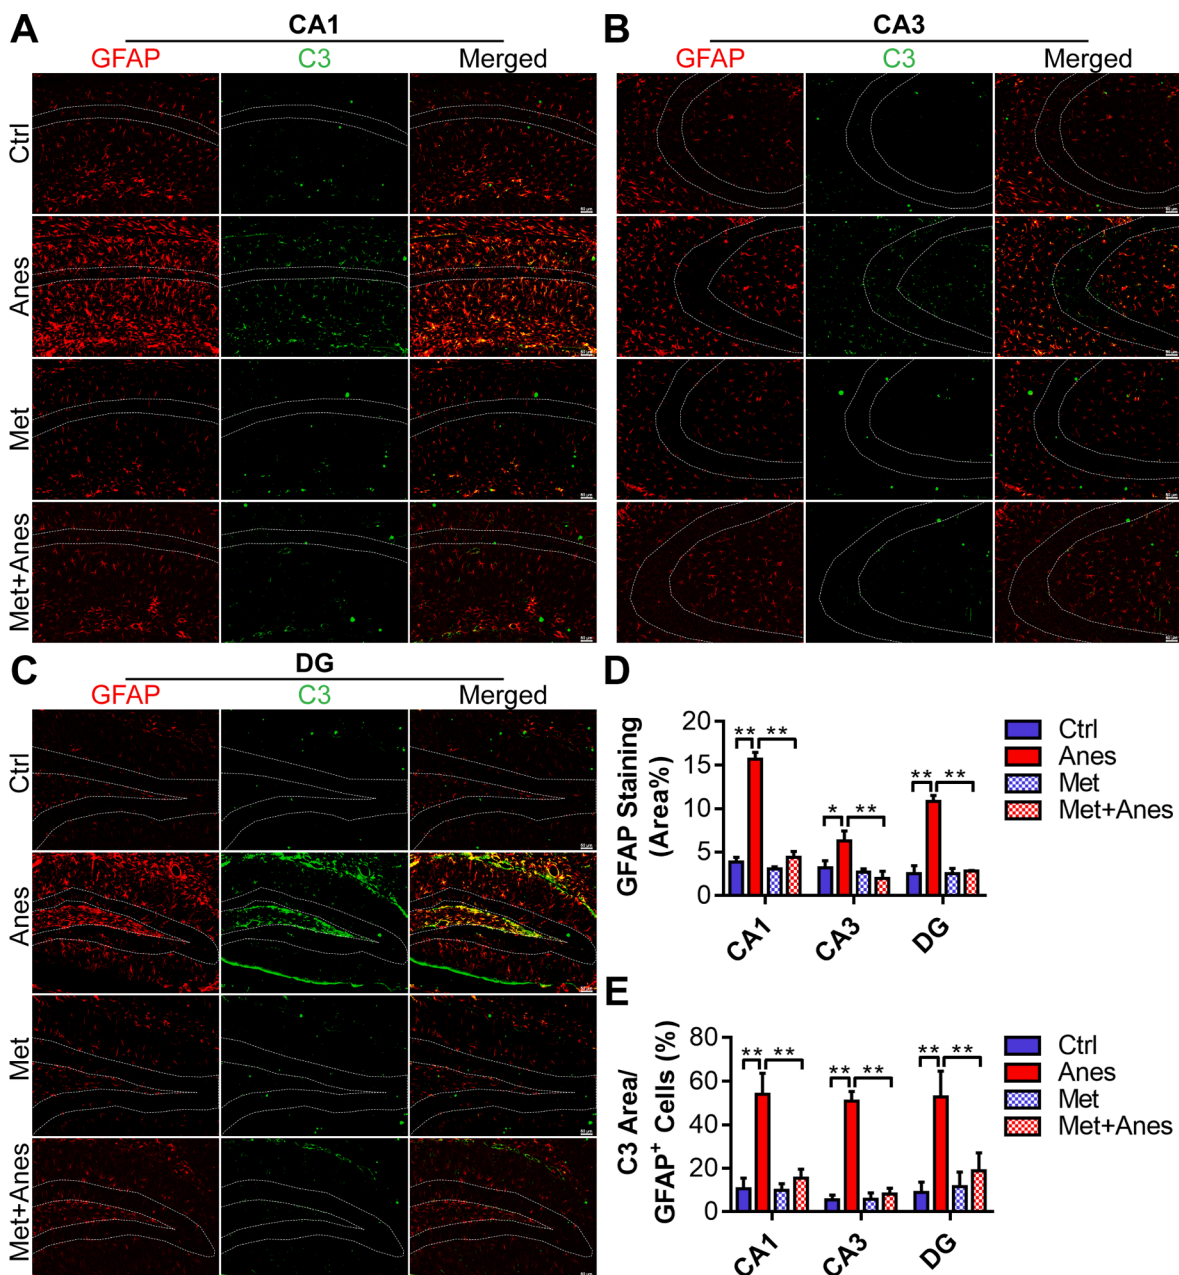 A
CA1
GFAP C3 Merged
Ctrl
Anes
Met
Met+Anes
B
CA3
GFAP C3 Merged
C
DG
GFAP C3 Merged
Ctrl
Anes
Met
Met+Anes
D
GFAP Staining
(Area%)
20
15
10
5
0
** **
* **
** **
CA1 CA3 DG
Ctrl
Anes
Met
Met+Anes
E
C3 Area/
GFAP+ Cells (%)
80
60
40
20
0
** **
** **
** **
CA1 CA3 DG
Ctrl
Anes
Met
Met+Anes